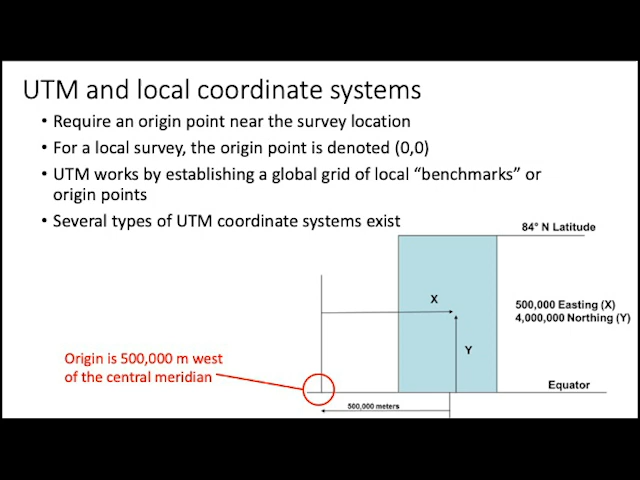 UTM and local coordinate systems
• Require an origin point near the survey location
• For a local survey, the origin point is denoted (0,0)
• UTM works by establishing a global grid of local “benchmarks” or
origin points
• Several types of UTM coordinate systems exist
84° N Latitude
X
500,000 Easting (X)
4,000,000 Northing (Y)
Y
Origin is 500,000 m west
of the central meridian
Equator
500,000 meters